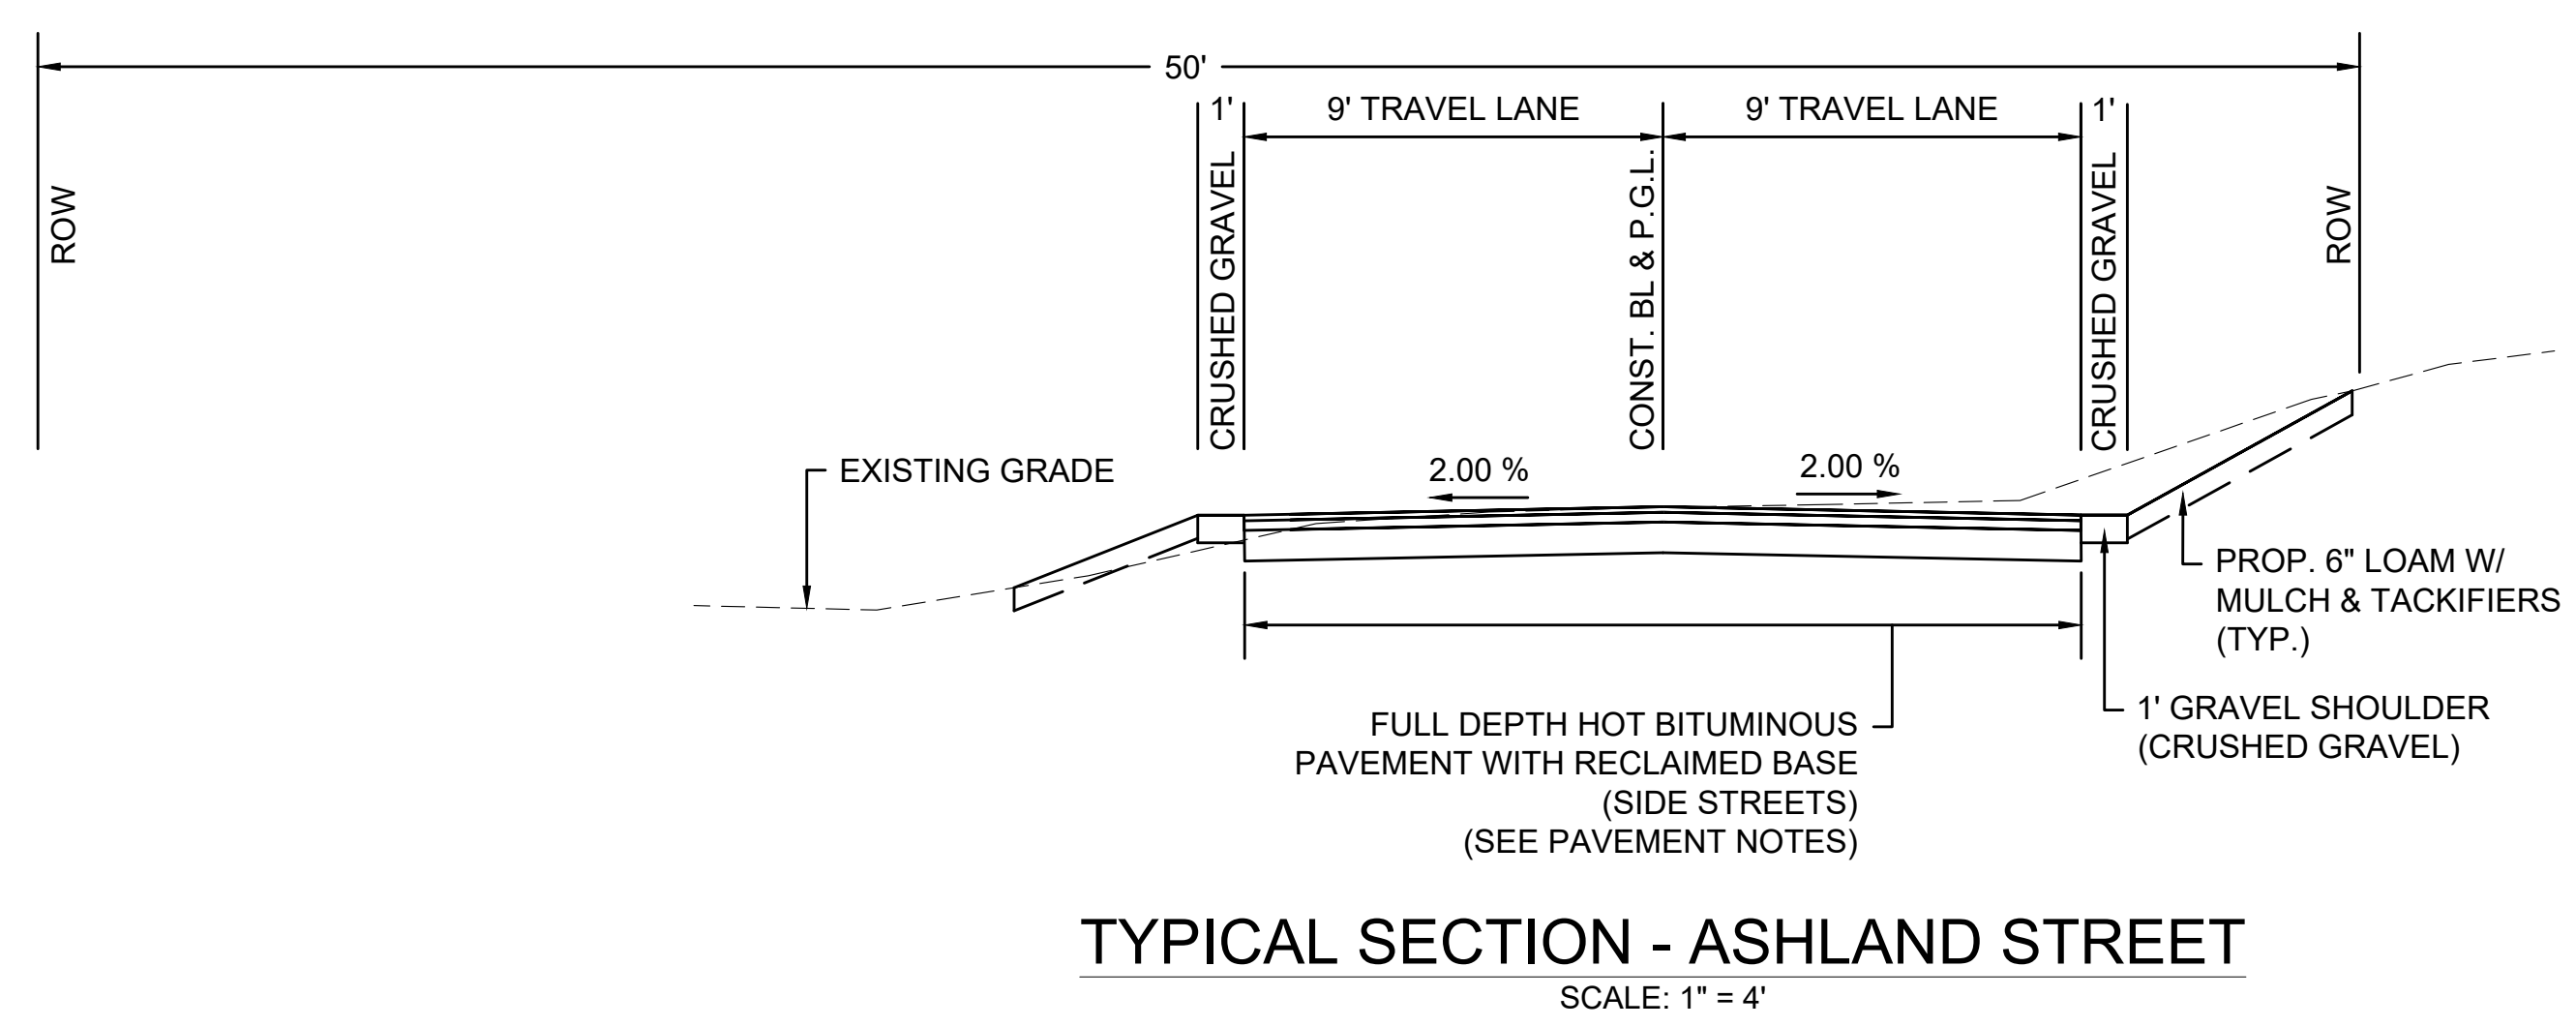 50'
1'
9' TRAVEL LANE
9' TRAVEL LANE
1'
ROW
CRUSHED GRAVEL
CONST. BL & P.G.L.
CRUSHED GRAVEL
ROW
EXISTING GRADE
2.00 %
2.00 %
PROP. 6" LOAM W/
MULCH & TACKIFIERS
(TYP.)
1' GRAVEL SHOULDER
(CRUSHED GRAVEL)
FULL DEPTH HOT BITUMINOUS
PAVEMENT WITH RECLAIMED BASE
(SIDE STREETS)
(SEE PAVEMENT NOTES)
TYPICAL SECTION - ASHLAND STREET
SCALE: 1" = 4'